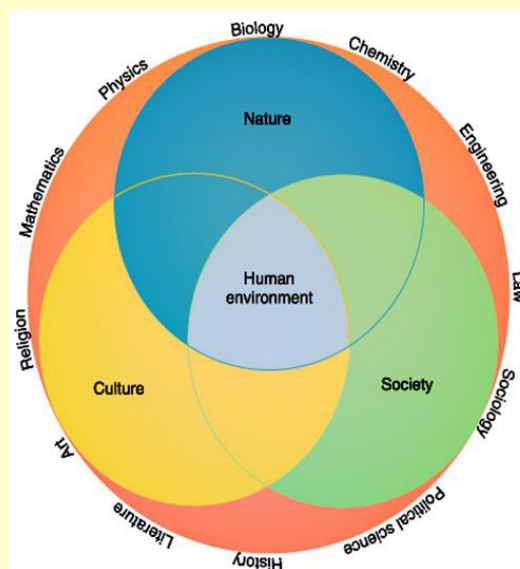 Biology
Chemistry
Physics
Engineering
Mathematics
Law
Religion
Sociology
Art
Political science
Literature
History
Nature
Human
environment
Culture
Society